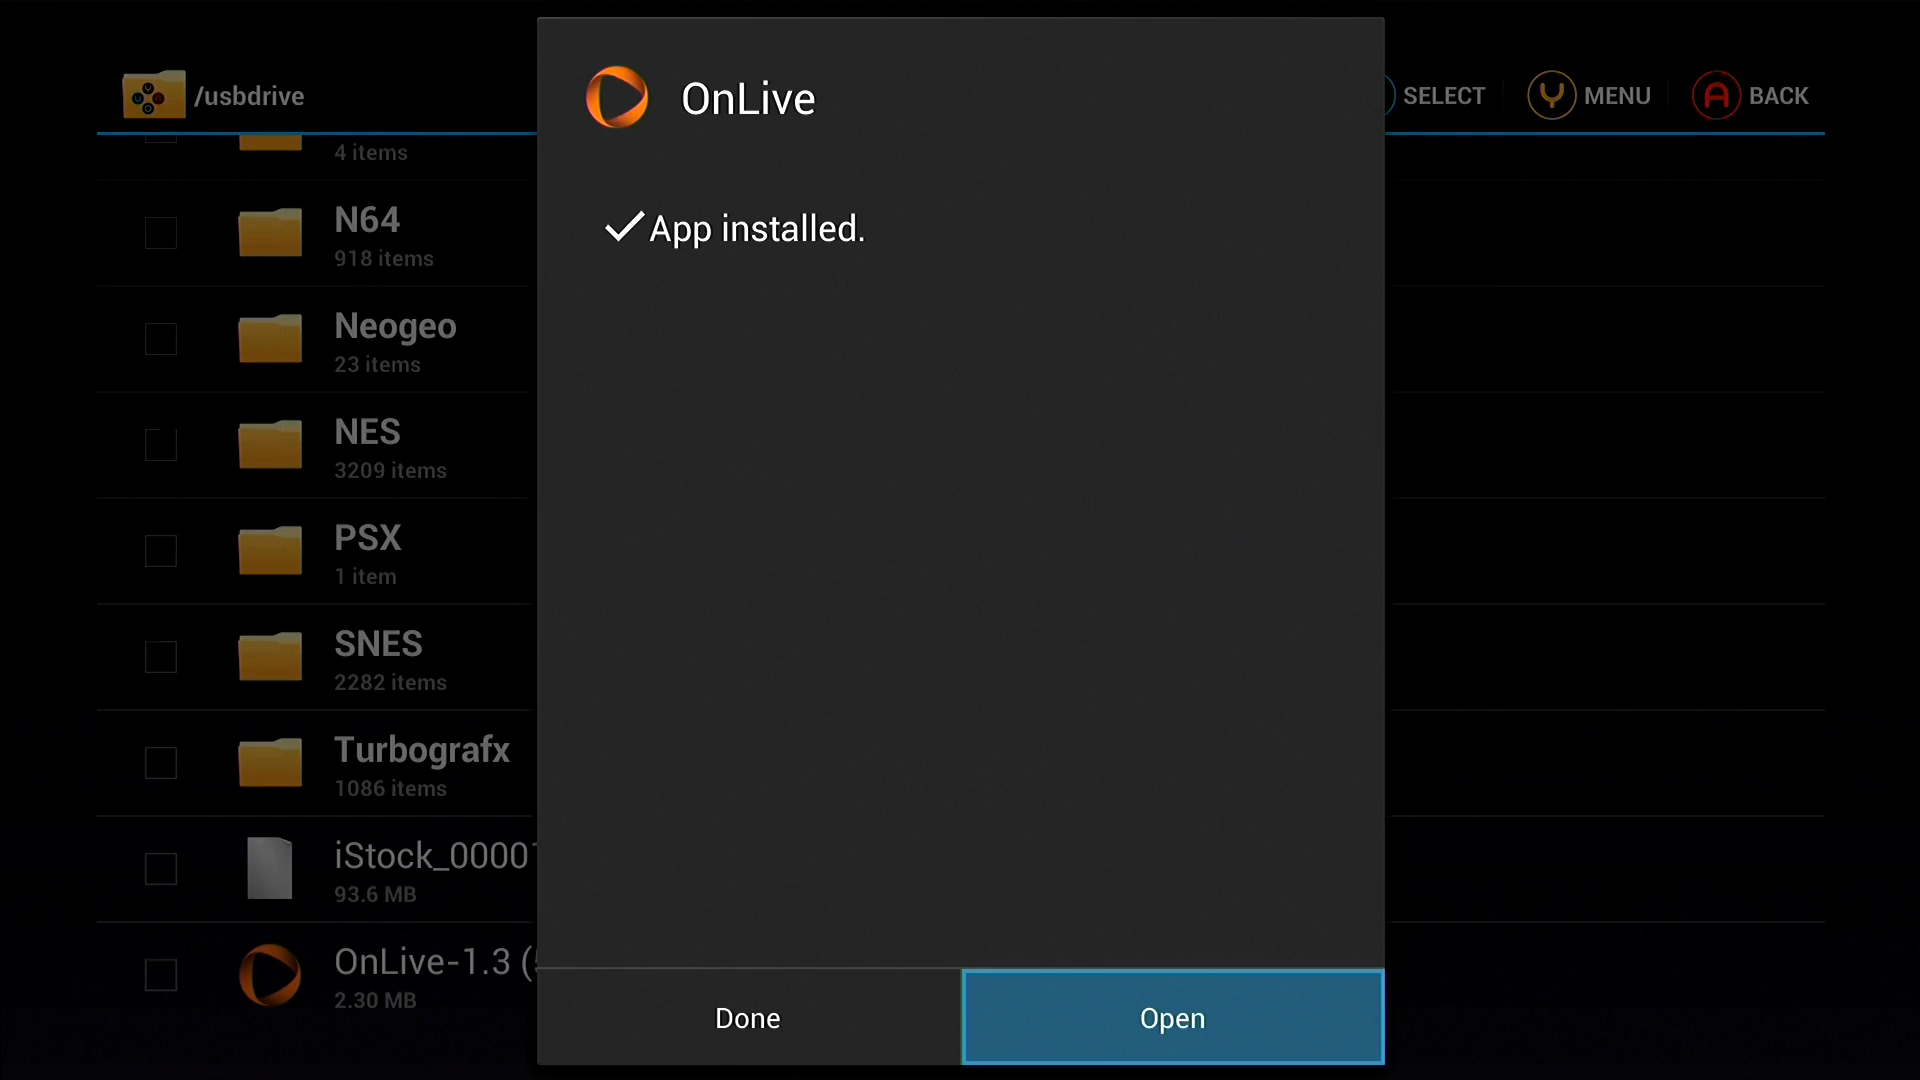 /usbdrive
SELECT
MENU
BACK
4 items
N64
918 items
Neogeo
23 items
NES
3209 items
PSX
1 item
SNES
2282 items
Turbografx
1086 items
iStock_0000
93.6 MB
OnLive-1.3 (
2.30 MB
OnLive
App installed.
Done
Open